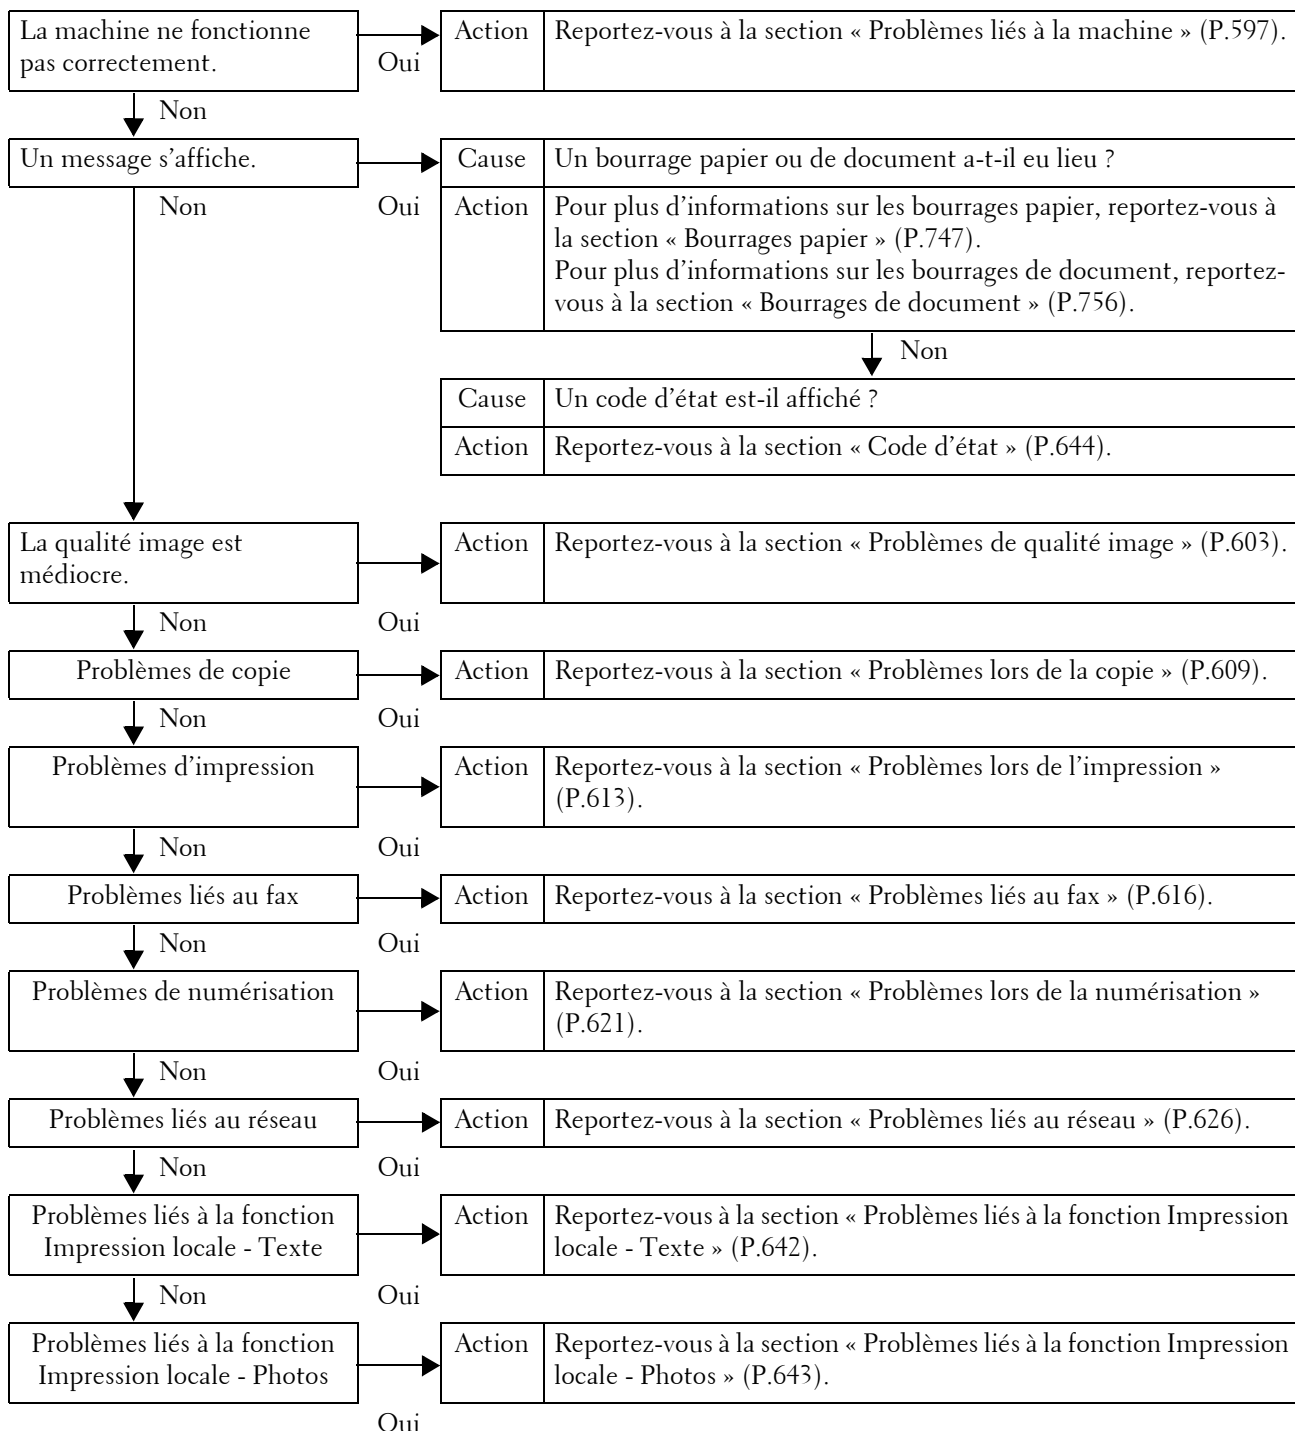 La machine ne fonctionne
pas correctement.
Oui
Action
Reportez-vous à la section « Problèmes liés à la machine » (P.597).
Non
Un message s’affiche.
Oui
Cause
Un bourrage papier ou de document a-t-il eu lieu ?
Action
Pour plus d’informations sur les bourrages papier, reportez-vous à
la section « Bourrages papier » (P.747).
Pour plus d’informations sur les bourrages de document, reportez-
vous à la section « Bourrages de document » (P.756).
Non
Cause
Un code d’état est-il affiché ?
Action
Reportez-vous à la section « Code d’état » (P.644).
Non
La qualité image est
médiocre.
Oui
Action
Reportez-vous à la section « Problèmes de qualité image » (P.603).
Non
Problèmes de copie
Oui
Action
Reportez-vous à la section « Problèmes lors de la copie » (P.609).
Non
Problèmes d’impression
Oui
Action
Reportez-vous à la section « Problèmes lors de l’impression »
(P.613).
Non
Problèmes liés au fax
Oui
Action
Reportez-vous à la section « Problèmes liés au fax » (P.616).
Non
Problèmes de numérisation
Oui
Action
Reportez-vous à la section « Problèmes lors de la numérisation »
(P.621).
Non
Problèmes liés au réseau
Oui
Action
Reportez-vous à la section « Problèmes liés au réseau » (P.626).
Non
Problèmes liés à la fonction
Impression locale - Texte
Oui
Action
Reportez-vous à la section « Problèmes liés à la fonction Impression
locale - Texte » (P.642).
Non
Problèmes liés à la fonction
Impression locale - Photos
Oui
Action
Reportez-vous à la section « Problèmes liés à la fonction Impression
locale - Photos » (P.643).